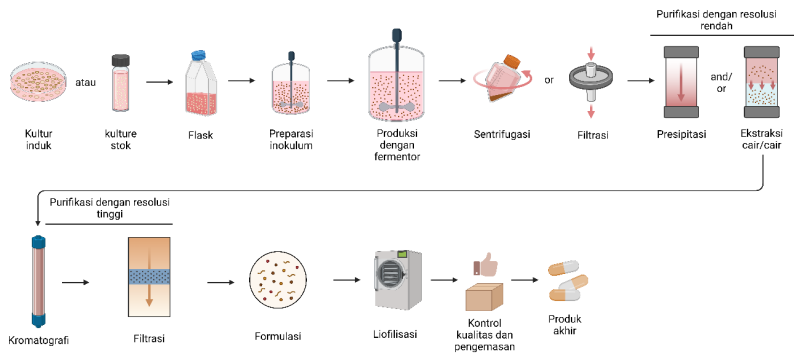 Purifikasi dengan resolusi
rendah
atau
or
and/
or
Kultur
induk
kulture
stok
Flask
Preparasi
inokulum
Produksi
dengan
fermentor
Sentrifugasi
Filtrasi
Presipitasi
Ekstraksi
cair/cair
Purifikasi dengan resolusi
tinggi
Kromatografi
Filtrasi
Formulasi
Liofilisasi
Kontrol
kualitas dan
pengemasan
Produk
akhir